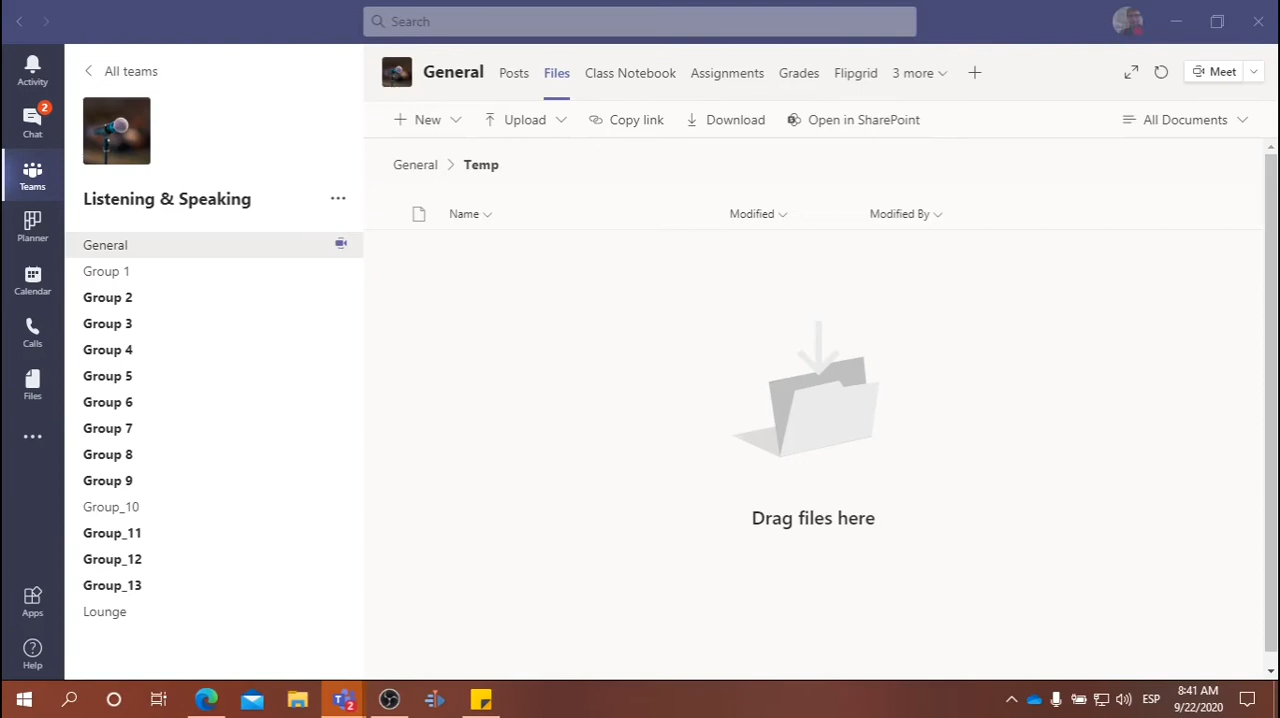 Search
Activity
Chat
2
Teams
Planner
Calendar
Calls
Files
Apps
Help
All teams
Listening & Speaking
General
Group 1
Group 2
Group 3
Group 4
Group 5
Group 6
Group 7
Group 8
Group 9
Group_10
Group_11
Group_12
Group_13
Lounge
General Posts Files Class Notebook Assignments Grades Flipgrid 3 more
Meet
New Upload Copy link Download Open in SharePoint All Documents
General > Temp
Name Modified Modified By
Drag files here
2
ESP
8:41 AM
9/22/2020